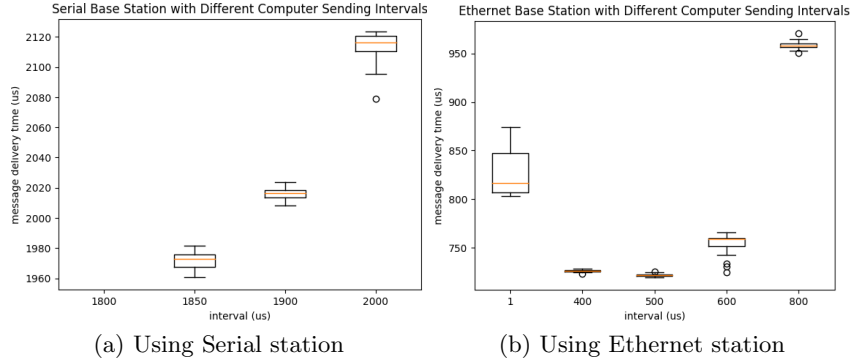 Serial Base Station with Different Computer Sending Intervals
2120
2100
2080
2060
2040
2020
2000
1980
1960
message delivery time (us)
1800 1850 1900 2000
interval (us)
(a) Using Serial station
Ethernet Base Station with Different Computer Sending Intervals
950
900
850
800
750
message delivery time (us)
1 400 500 600 800
interval (us)
(b) Using Ethernet station